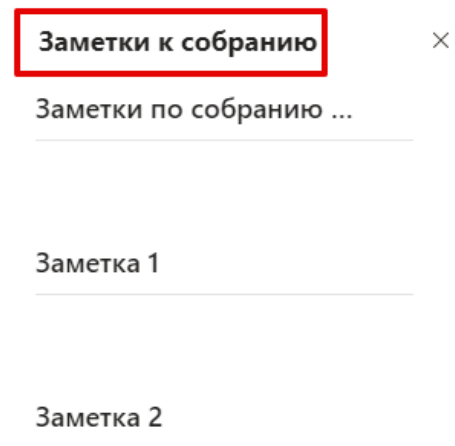 Заметки к собранию
Заметки по собранию ...
Заметка 1
Заметка 2